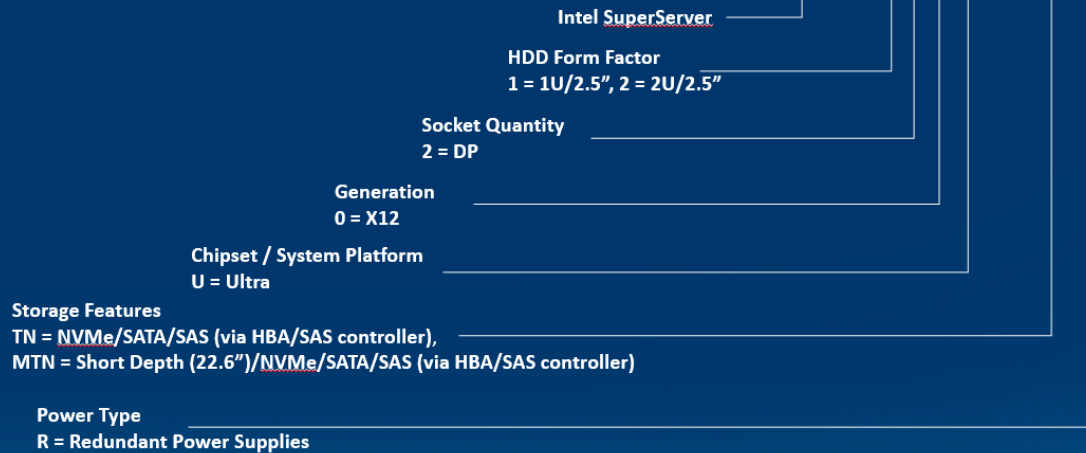 Intel SuperServer
HDD Form Factor
1 = 1U/2.5”, 2 = 2U/2.5”
Socket Quantity
2 = DP
Generation
0 = X12
Chipset / System Platform
U = Ultra
Storage Features
TN = NVMe/SATA/SAS (via HBA/SAS controller),
MTN = Short Depth (22.6”)/NVMe/SATA/SAS (via HBA/SAS controller)
Power Type
R = Redundant Power Supplies